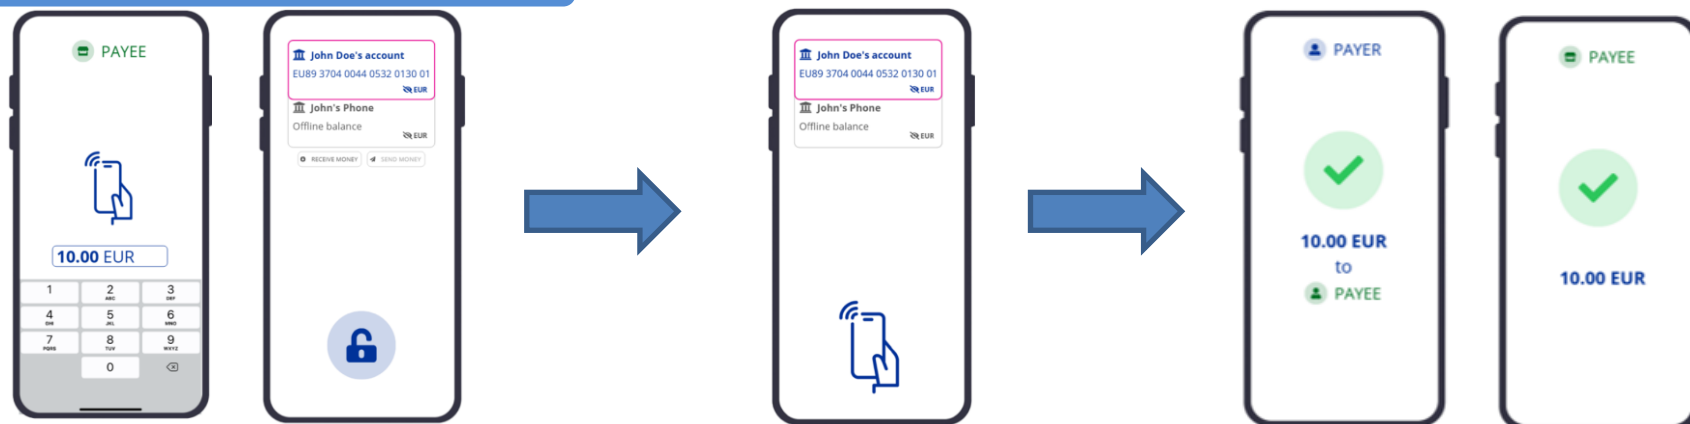 PAYEE
10.00 EUR
1 2 3
ABC DEF
4 5 6
GHI JKL MNO
7 8 9
PQRS TUV WXYZ
0
John Doe's account
EU89 3704 0044 0532 0130 01
EUR
John's Phone
Offline balance
EUR
RECEIVE MONEY SEND MONEY
John Doe's account
EU89 3704 0044 0532 0130 01
EUR
John's Phone
Offline balance
EUR
PAYER
10.00 EUR
to
PAYEE
PAYEE
10.00 EUR